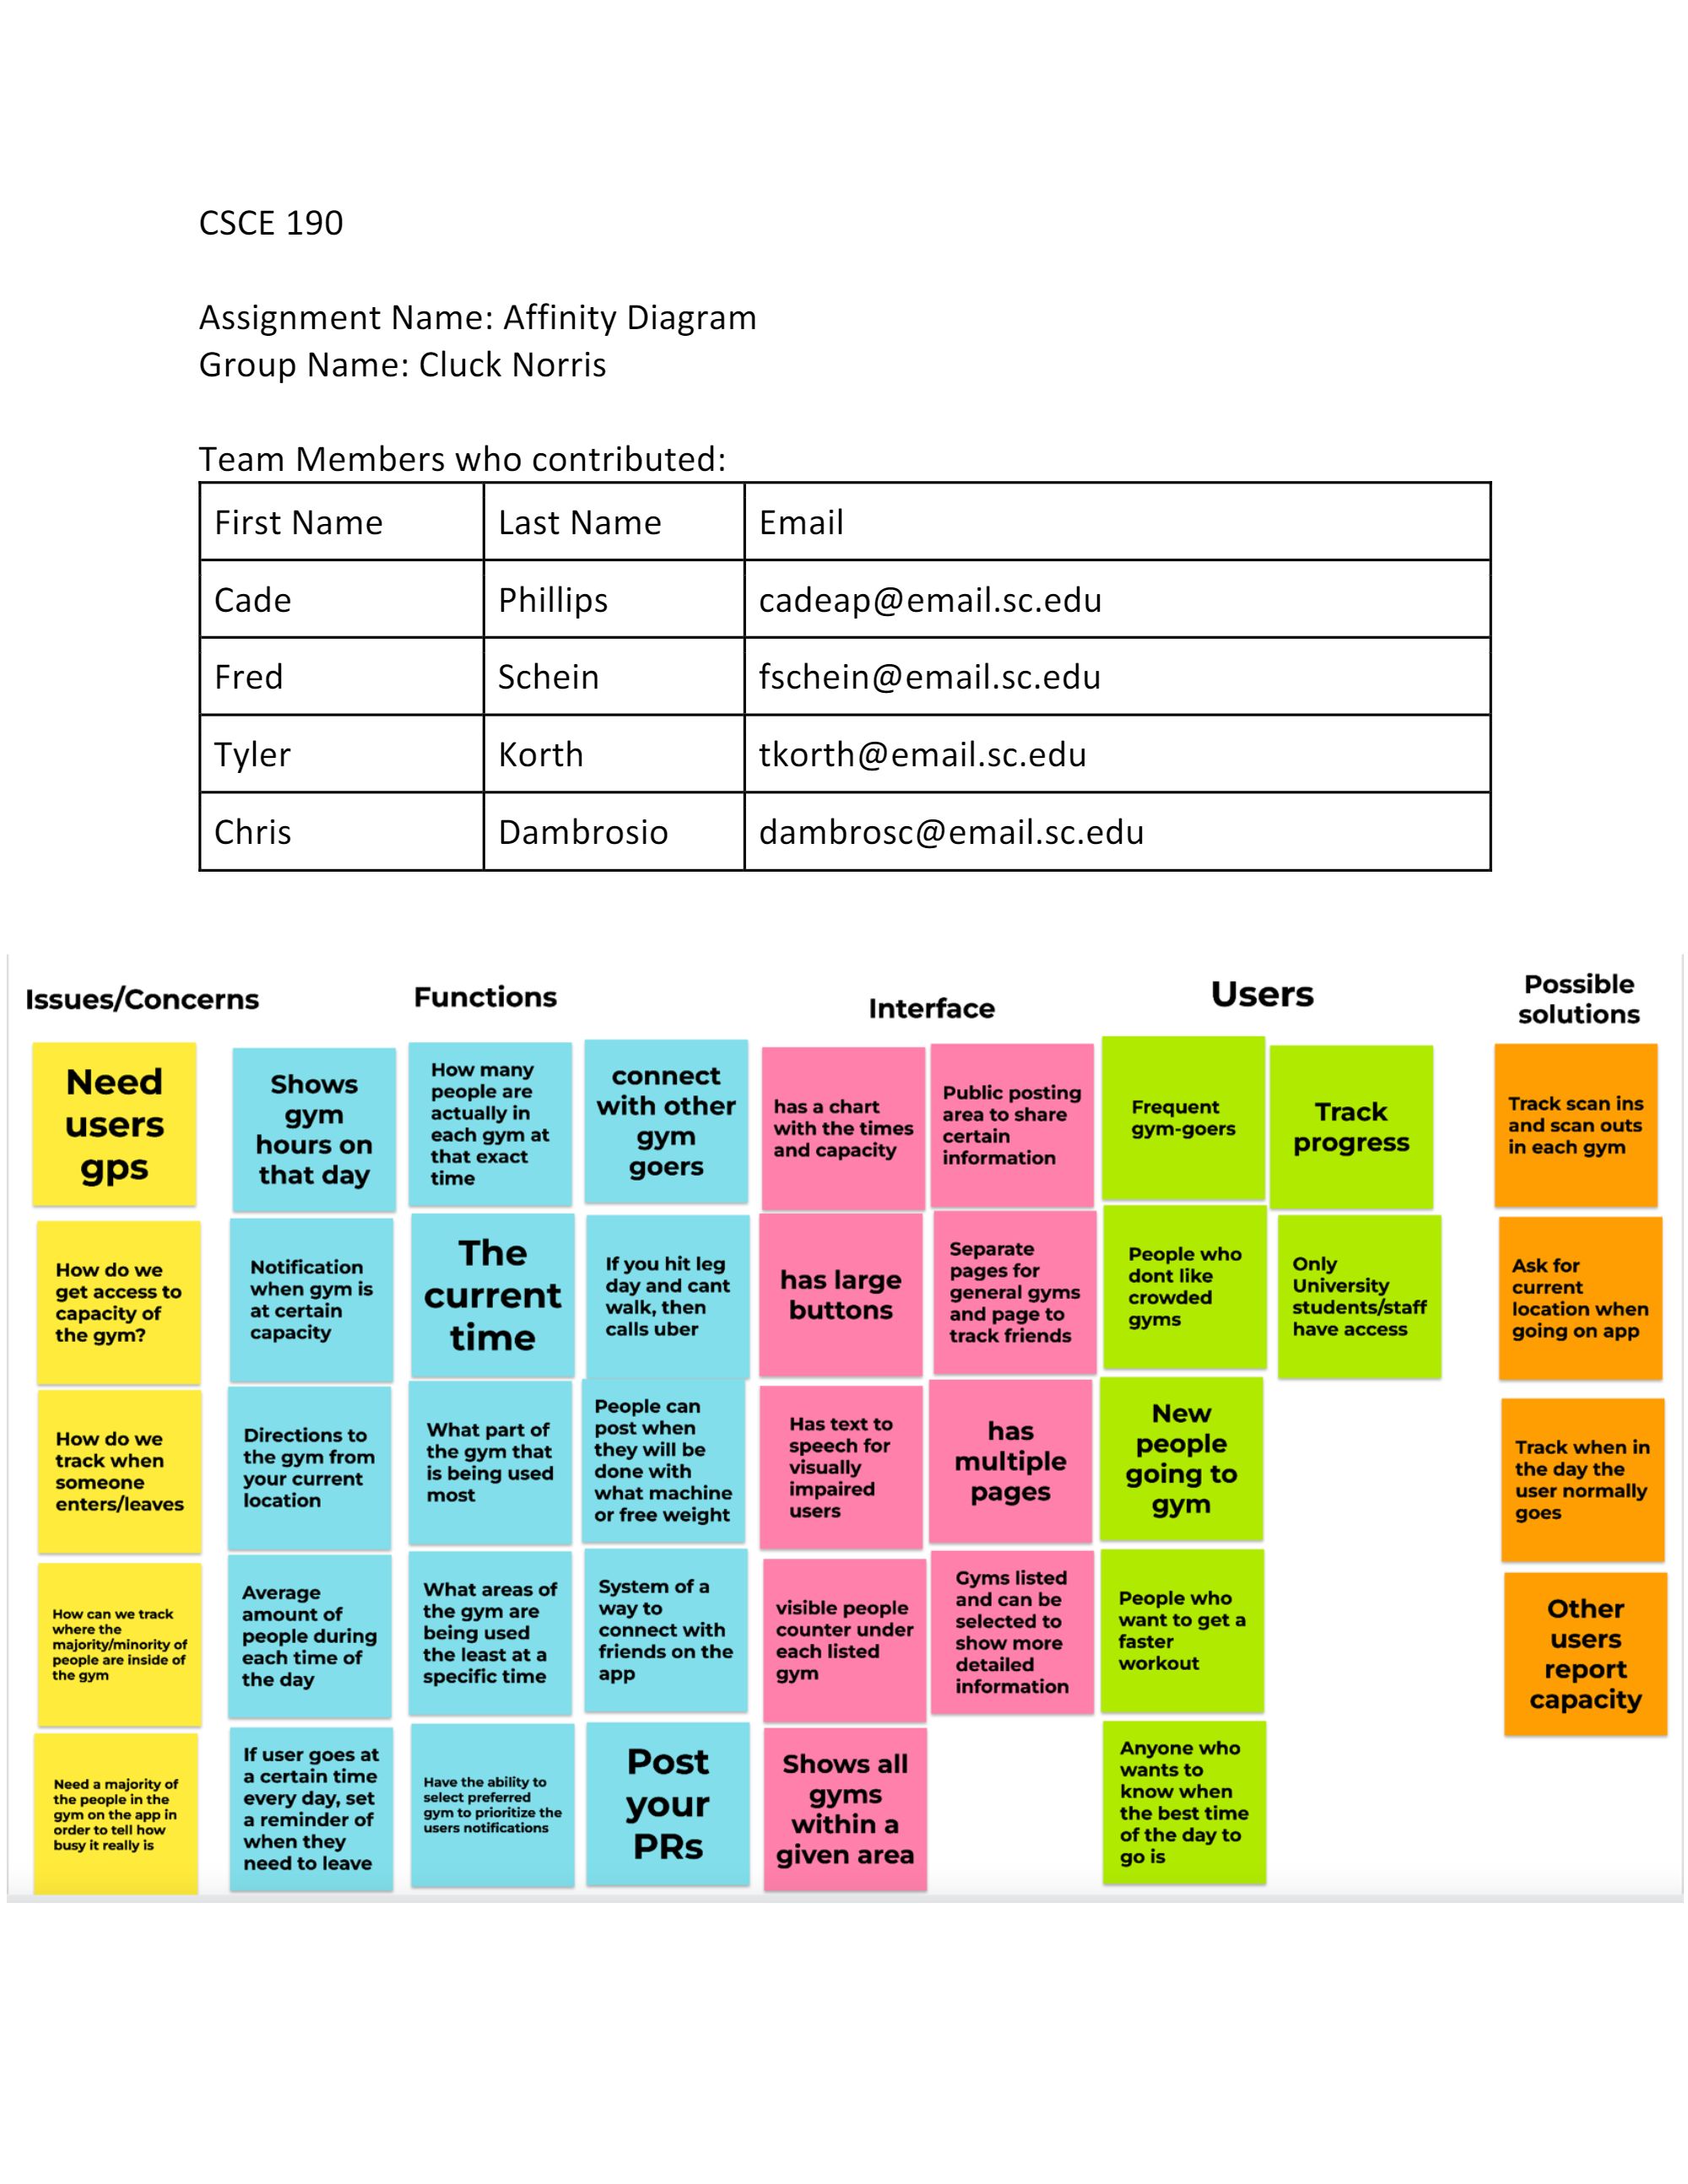 CSCE 190
Assignment Name: Affinity Diagram
Group Name: Cluck Norris
Team Members who contributed:
First Name Last Name Email
Cade Phillips cadeap@email.sc.edu
Fred Schein fschein@email.sc.edu
Tyler Korth tkorth@email.sc.edu
Chris Dambrosio dambrosc@email.sc.edu
Issues/Concerns
Need
users
gps
How do we
get access to
capacity of
the gym?
How do we
track when
someone
enters/leaves
How can we track
where the
majority/minority of
people are inside of
the gym
Need a majority of
the people in the
gym on the app in
order to tell how
busy it really is
Functions
Shows
gym
hours on
that day
Notification
when gym is
at certain
capacity
Directions to
the gym from
your current
location
Average
amount of
people during
each time of
the day
If user goes at
a certain time
every day, set
a reminder of
when they
need to leave
How many
people are
actually in
each gym at
that exact
time
The
current
time
What part of
the gym that
is being used
most
What areas of
the gym are
being used
the least at a
specific time
Have the ability to
select preferred
gym to prioritize the
users notifications
connect
with other
gym
goers
If you hit leg
day and cant
walk, then
calls uber
People can
post when
they will be
done with
what machine
or free weight
System of a
way to
connect with
friends on the
app
Post
your
PRs
Interface
has a chart
with the times
and capacity
has large
buttons
Has text to
speech for
visually
impaired
users
visible people
counter under
each listed
gym
Shows all
gyms
within a
given area
Public posting
area to share
certain
information
Separate
pages for
general gyms
and page to
track friends
has
multiple
pages
Gyms listed
and can be
selected to
show more
detailed
information
Users
Frequent
gym-goers
People who
dont like
crowded
gyms
New
people
going to
gym
People who
want to get a
faster
workout
Anyone who
wants to
know when
the best time
of the day to
go is
Track
progress
Only
University
students/staff
have access
Possible
solutions
Track scan ins
and scan outs
in each gym
Ask for
current
location when
going on app
Track when in
the day the
user normally
goes
Other
users
report
capacity